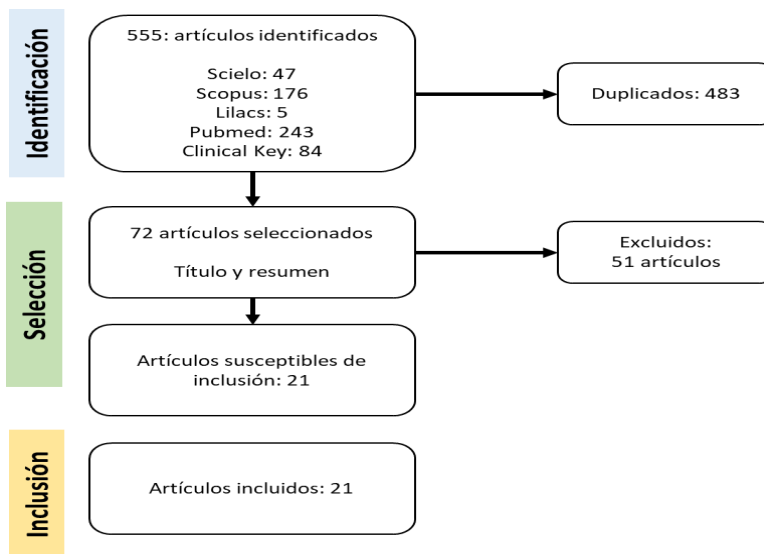 Identificación
555: artículos identificados
Scielo: 47
Scopus: 176
Lilacs: 5
Pubmed: 243
Clinical Key: 84
Duplicados: 483
Selección
72 artículos seleccionados
Título y resumen
Excluidos:
51 artículos
Artículos susceptibles de
inclusión: 21
Inclusión
Artículos incluidos: 21